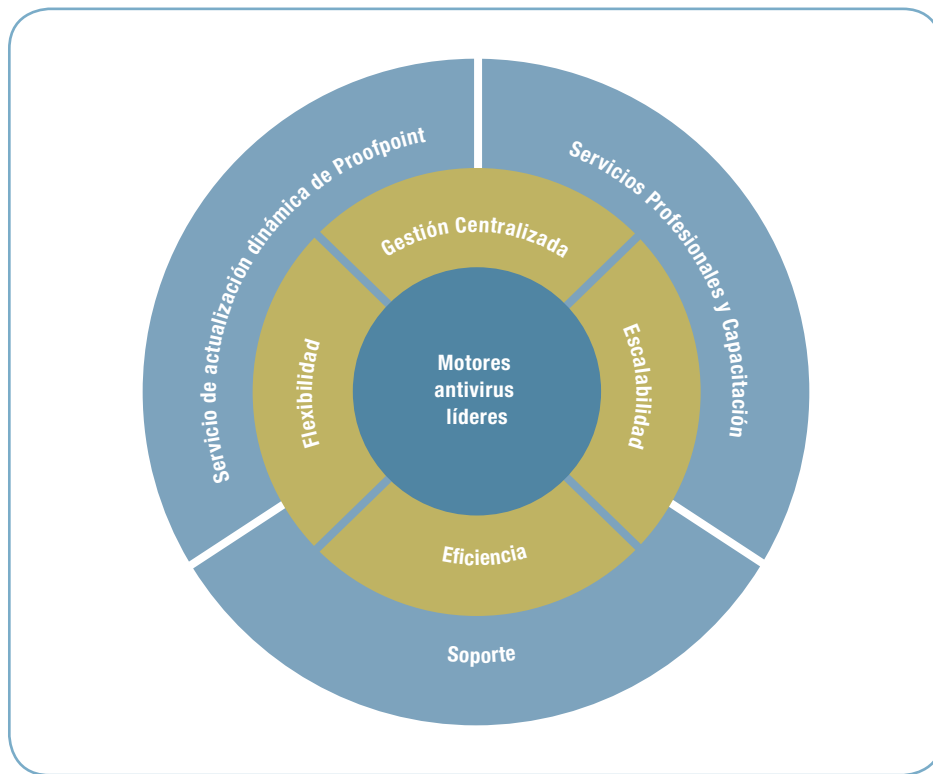 Servicio de actualización dinámica de Proofpoint
Servicios Profesionales y Capacitación
Gestión Centralizada
Flexibilidad
Escalabilidad
Motores
antivirus
líderes
Eficiencia
Soporte